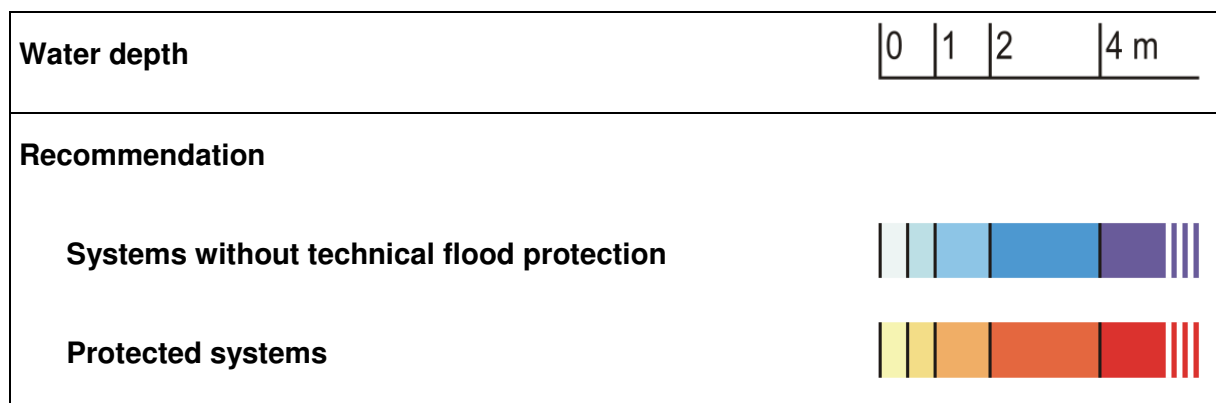 Water depth
0 1 2 4 m
Recommendation
Systems without technical flood protection
Protected systems